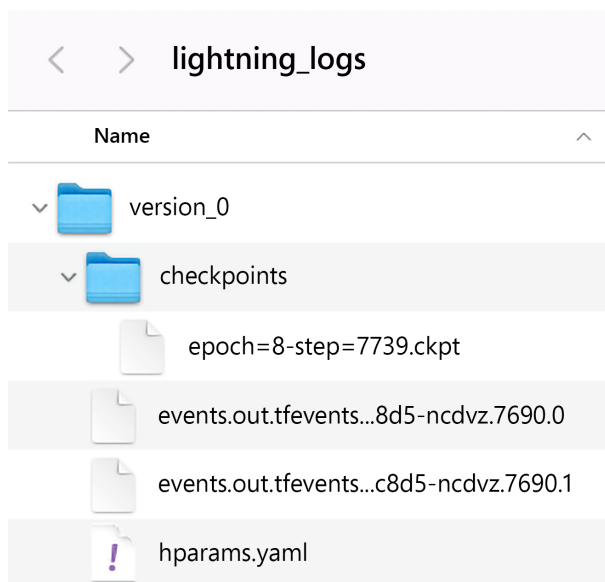 lightning_logs
Name
version_0
checkpoints
epoch=8-step=7739.ckpt
events.out.tfevents...8d5-ncdvz.7690.0
events.out.tfevents...c8d5-ncdvz.7690.1
hparams.yaml